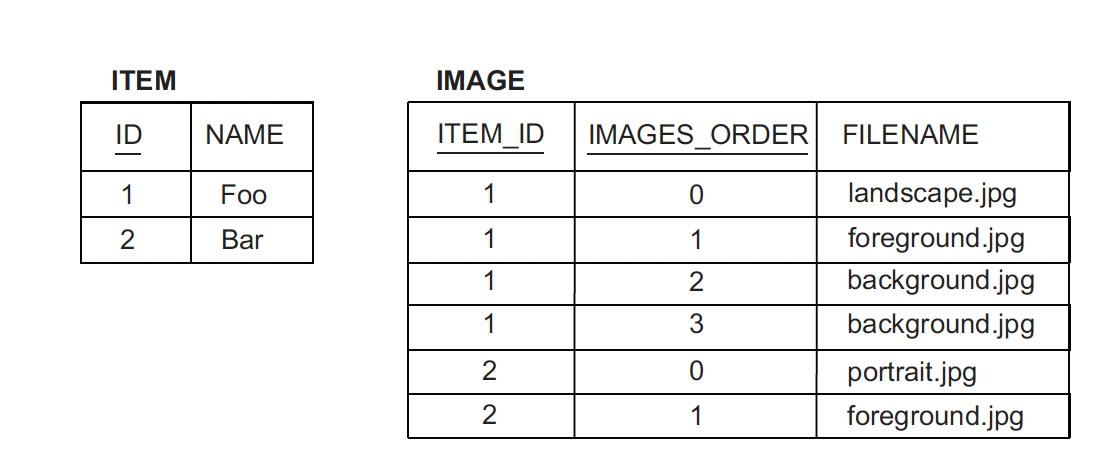 ITEM
ID NAME
1 Foo
2 Bar
IMAGE
ITEM_ID IMAGES_ORDER FILENAME
1 0 landscape.jpg
1 1 foreground.jpg
1 2 background.jpg
1 3 background.jpg
2 0 portrait.jpg
2 1 foreground.jpg